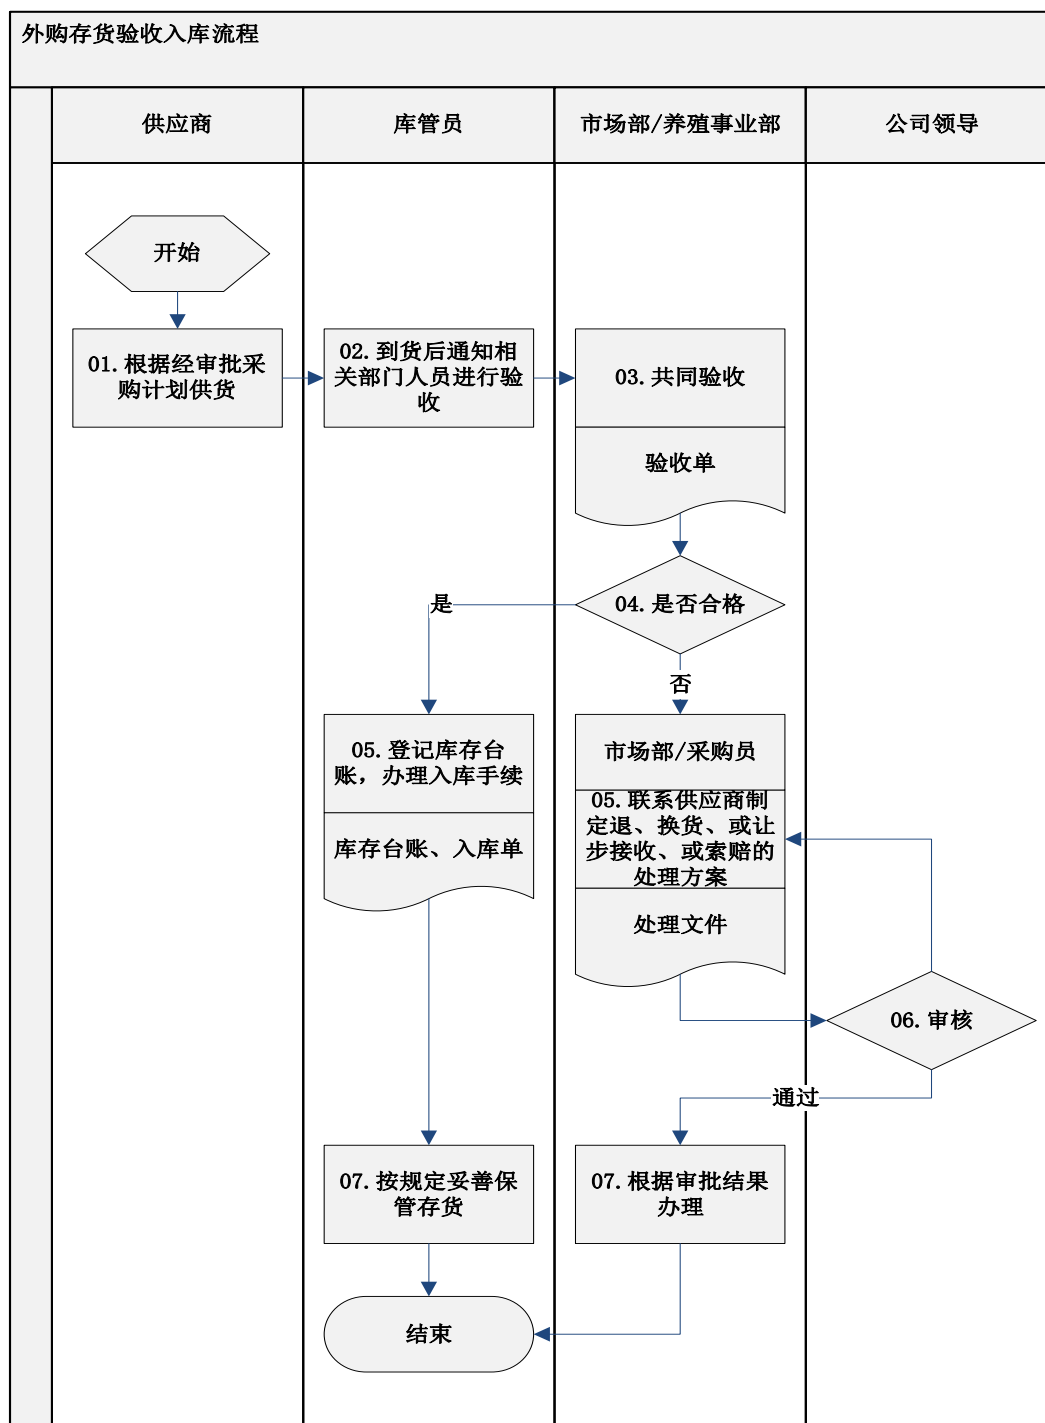 外购存货验收入库流程
供应商
库管员
市场部/养殖事业部
公司领导
开始
01.根据经审批采
购计划供货
02.到货后通知相
关部门人员进行验
收
03.共同验收
验收单
04.是否合格
是
否
05.登记库存台
账，办理入库手续
库存台账、入库单
市场部/采购员
05.联系供应商制
定退、换货、或让
步接收、或索赔的
处理方案
处理文件
06.审核
通过
07.按规定妥善保
管存货
07.根据审批结果
办理
结束